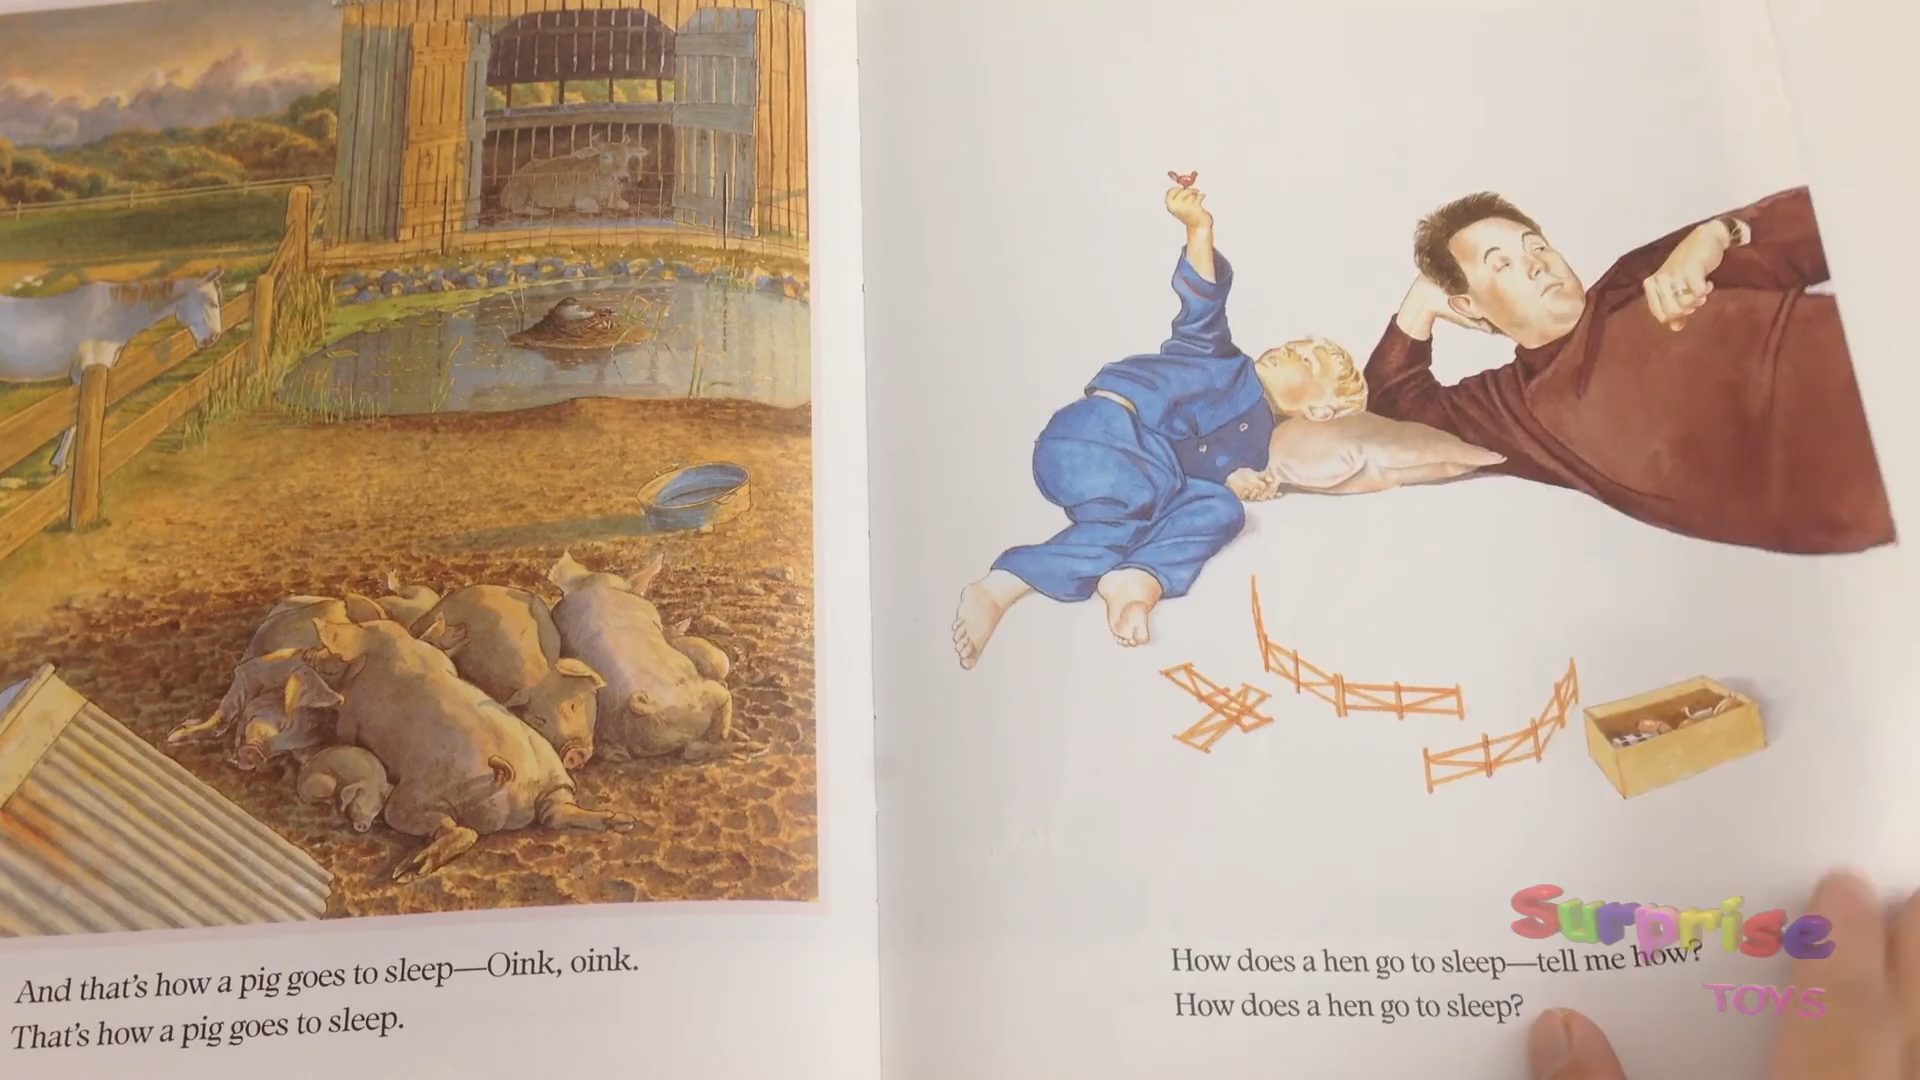 And that's how a pig goes to sleep—Oink, oink.
That's how a pig goes to sleep.
How does a hen go to sleep—tell me how?
How does a hen go to sleep?
Surprise
TOYS